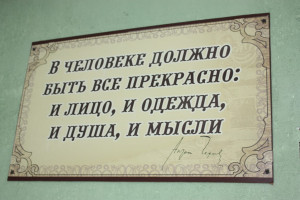 В ЧЕЛОВЕКЕ ДОЛЖНО
БЫТЬ ВСЕ ПРЕКРАСНО:
И ЛИЦО, И ОДЕЖДА,
И ДУША, И МЫСЛИ